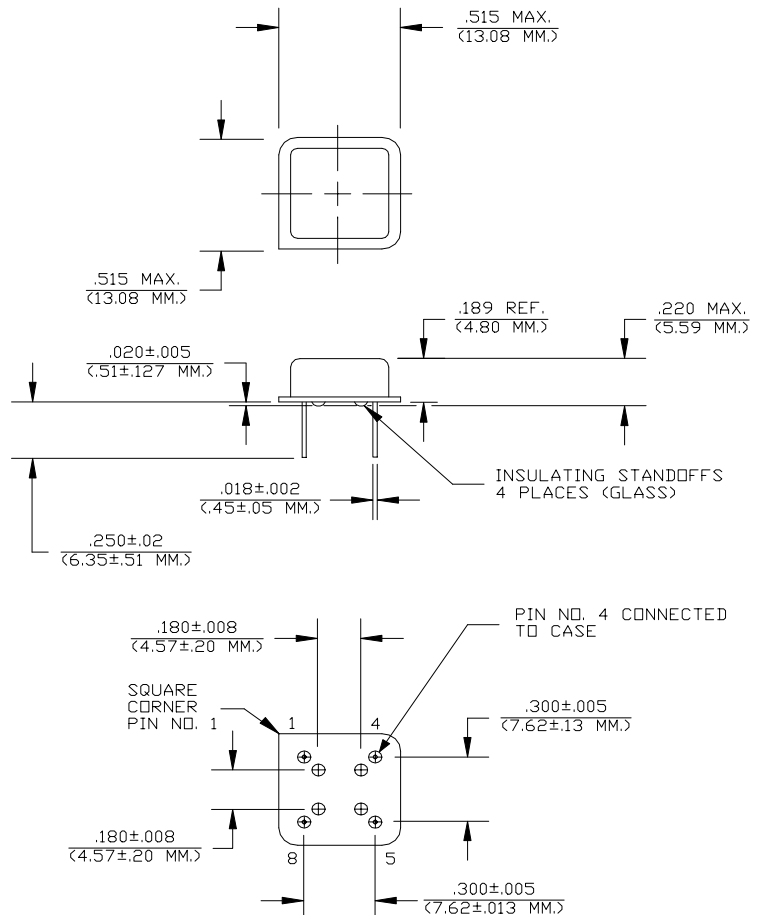 .515 MAX.
(13.08 MM.)
.515 MAX.
(13.08 MM.)
.189 REF.
(4.80 MM.)
.220 MAX.
(5.59 MM.)
.020±.005
(.51±.127 MM.)
INSULATING STANDOFFS
4 PLACES (GLASS)
.018±.002
(.45±.05 MM.)
.250±.02
(6.35±.51 MM.)
PIN NO. 4 CONNECTED
TO CASE
.180±.008
(4.57±.20 MM.)
SQUARE
CORNER
PIN NO. 1
1
4
.300±.005
(7.62±.13 MM.)
.180±.008
(4.57±.20 MM.)
8
5
.300±.005
(7.62±.013 MM.)